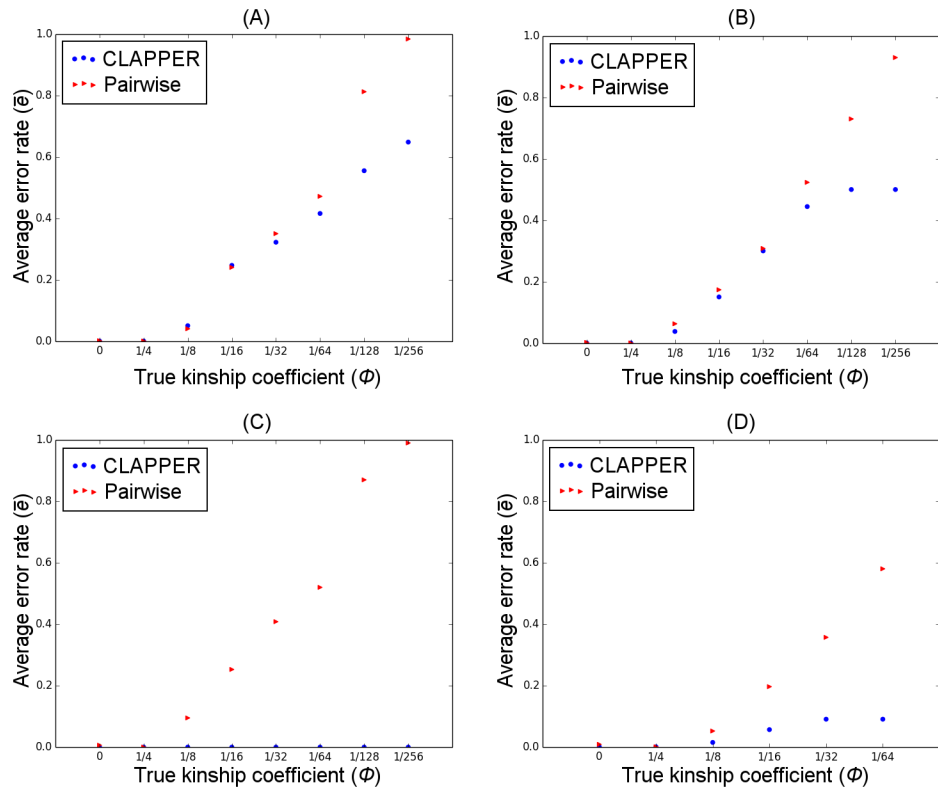 (A)
1.0
0.8
0.6
0.4
0.2
0.0
Average error rate (e̅)
CLAPPER
Pairwise
0 1/4 1/8 1/16 1/32 1/64 1/128 1/256
True kinship coefficient (Φ)
(B)
1.0
0.8
0.6
0.4
0.2
0.0
Average error rate (e̅)
CLAPPER
Pairwise
0 1/4 1/8 1/16 1/32 1/64 1/128 1/256
True kinship coefficient (Φ)
(C)
1.0
0.8
0.6
0.4
0.2
0.0
Average error rate (e̅)
CLAPPER
Pairwise
0 1/4 1/8 1/16 1/32 1/64 1/128 1/256
True kinship coefficient (Φ)
(D)
1.0
0.8
0.6
0.4
0.2
0.0
Average error rate (e̅)
CLAPPER
Pairwise
0 1/4 1/8 1/16 1/32 1/64
True kinship coefficient (Φ)